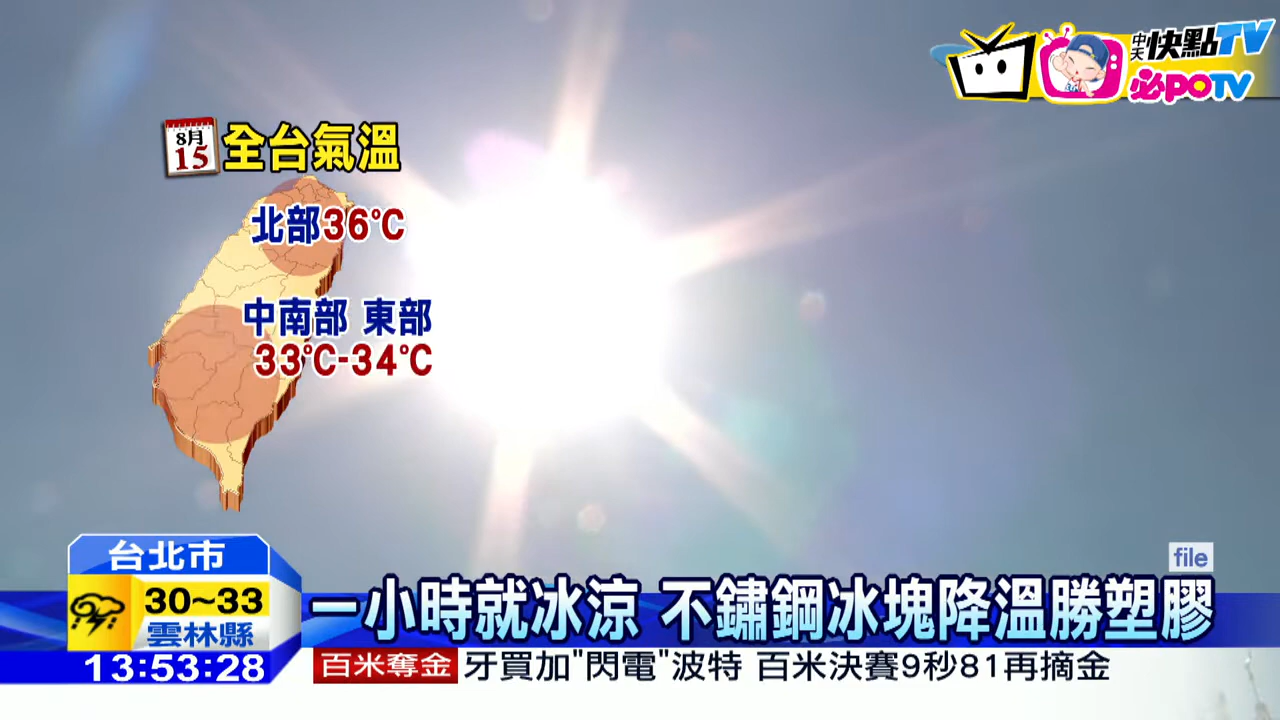 中天快點TV
必POTV
8月
15
全台氣溫
北部36℃
中南部 東部
33℃-34℃
file
台北市
30~33
雲林縣
13:53:28
一小時就冰涼 不鏽鋼冰塊降溫勝塑膠
百米奪金 牙買加"閃電"波特 百米決賽9秒81再摘金